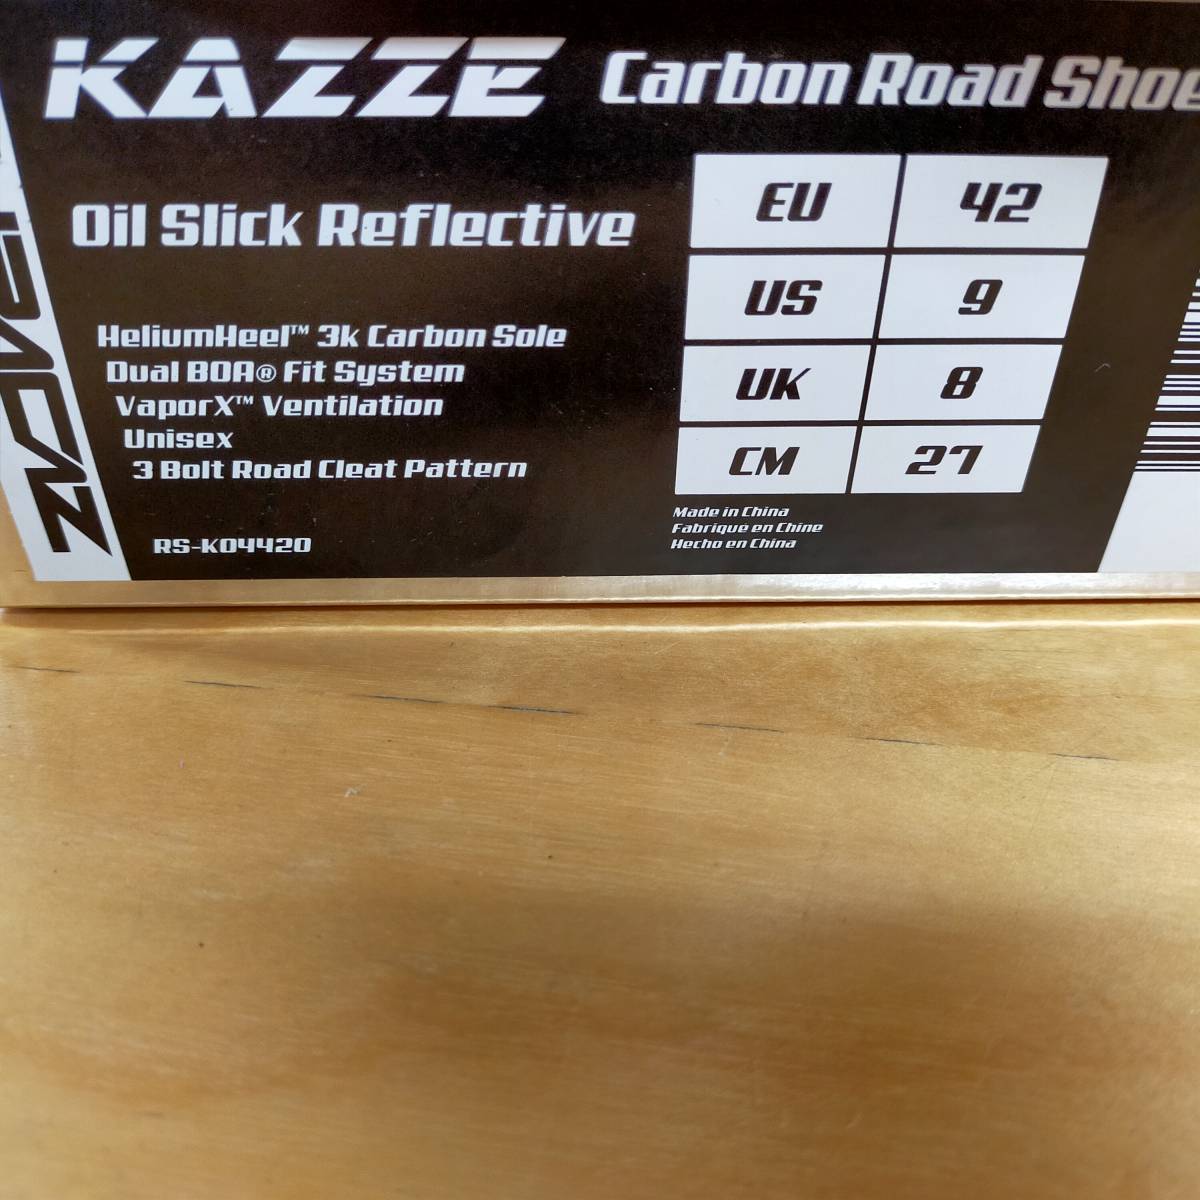 KAZZE Carbon Road Shoe
Oil Slick Reflective
HeliumHeel™ 3k Carbon Sole
Dual BOA® Fit System
VaporX™ Ventilation
Unisex
3 Bolt Road Cleat Pattern
RS-K04420
EU 42
US 9
UK 8
CM 27
Made in China
Fabriqué en Chine
Hecho en China